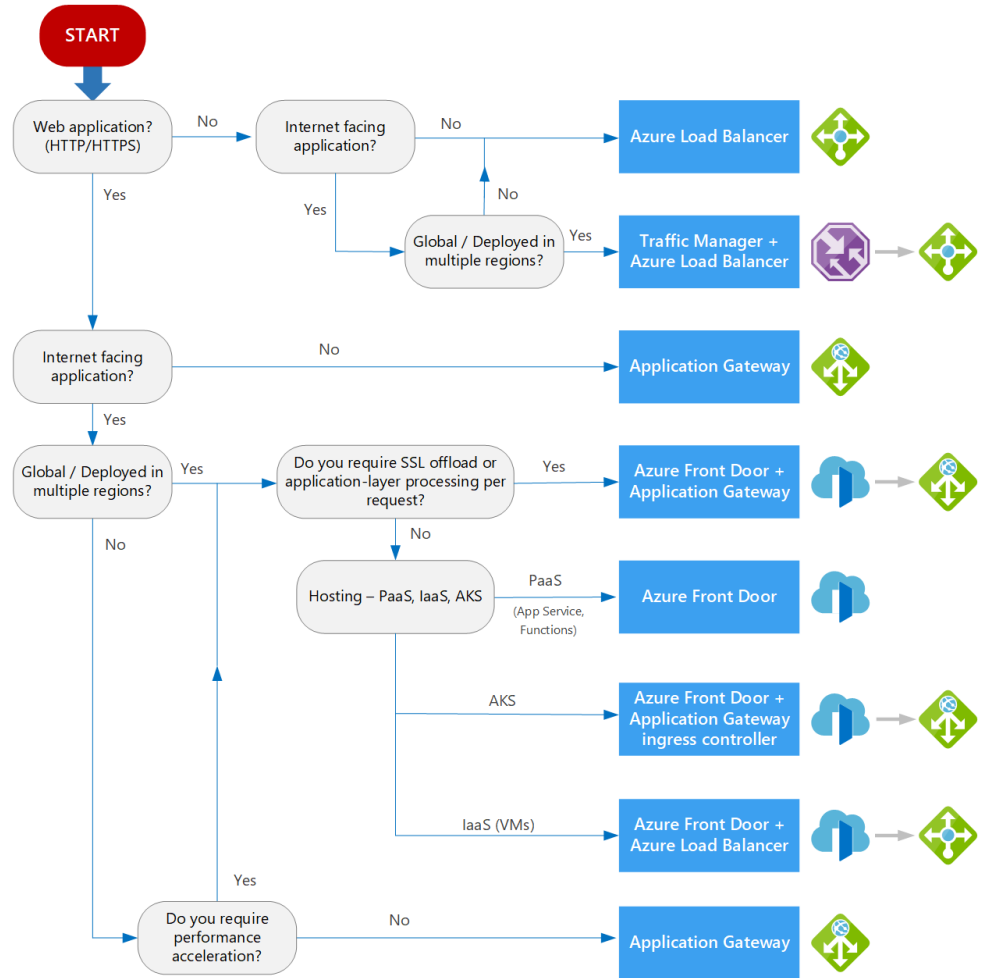 START
Web application?
(HTTP/HTTPS)
No
Internet facing
application?
No
Azure Load Balancer
Yes
Yes
No
Global / Deployed in
multiple regions?
Yes
Traffic Manager +
Azure Load Balancer
Internet facing
application?
No
Application Gateway
Yes
Global / Deployed in
multiple regions?
Yes
Do you require SSL offload or
application-layer processing per
request?
Yes
Azure Front Door +
Application Gateway
No
No
Hosting – PaaS, IaaS, AKS
PaaS
(App Service,
Functions)
Azure Front Door
AKS
Azure Front Door +
Application Gateway
ingress controller
IaaS (VMs)
Azure Front Door +
Azure Load Balancer
Yes
Do you require
performance
acceleration?
No
Application Gateway